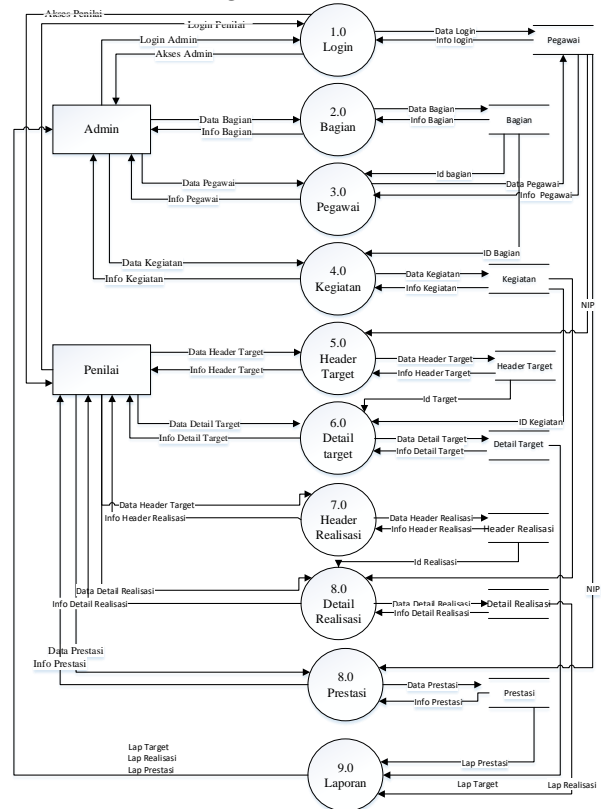 Akses Penilai
Login Penilai
Login Admin
Akses Admin
1.0
Login
Data Login
Info login
Pegawai
Admin
Data Bagian
Info Bagian
2.0
Bagian
Data Bagian
Info Bagian
Bagian
Id bagian
Data Pegawai
Info Pegawai
3.0
Pegawai
Data Pegawai
Info Pegawai
ID Bagian
Data Kegiatan
Info Kegiatan
4.0
Kegiatan
Data Kegiatan
Info Kegiatan
Kegiatan
NIP
Penilai
Data Header Target
Info Header Target
5.0
Header
Target
Data Header Target
Info Header Target
Header Target
Id Target
ID Kegiatan
Data Detail Target
Info Detail Target
6.0
Detail
target
Data Detail Target
Info Detail Target
Detail Target
Data Header Target
Info Header Realisasi
7.0
Header
Realisasi
Data Header Realisasi
Info Header Realisasi
Header Realisasi
Id Realisasi
Data Detail Realisasi
Info Detail Realisasi
8.0
Detail
Realisasi
Data Detail Realisasi
Info Detail Realisasi
Detail Realisasi
NIP
Data Prestasi
Info Prestasi
8.0
Prestasi
Data Prestasi
Info Prestasi
Prestasi
Lap Target
Lap Realisasi
Lap Prestasi
9.0
Laporan
Lap Prestasi
Lap Target
Lap Realisasi